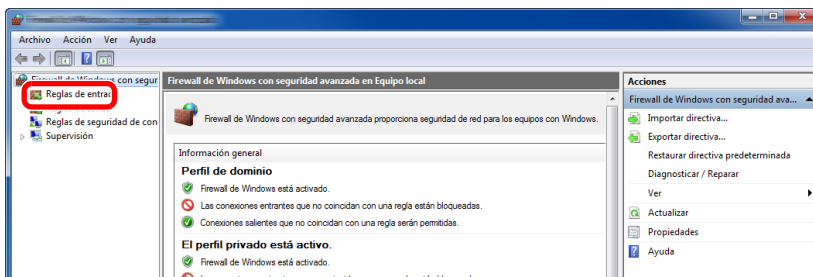 Archivo Acción Ver Ayuda
Firewall de Windows con segur
Reglas de entrad
Reglas de seguridad de con
Supervisión
Firewall de Windows con seguridad avanzada en Equipo local
Firewall de Windows con seguridad avanzada proporciona seguridad de red para los equipos con Windows.
Información general
Perfil de dominio
Firewall de Windows está activado.
Las conexiones entrantes que no coincidan con una regla están bloqueadas.
Conexiones salientes que no coincidan con una regla serán permitidas.
El perfil privado está activo.
Firewall de Windows está activado.
Acciones
Firewall de Windows con seguridad ava...
Importar directiva...
Exportar directiva...
Restaurar directiva predeterminada
Diagnosticar / Reparar
Ver
Actualizar
Propiedades
Ayuda